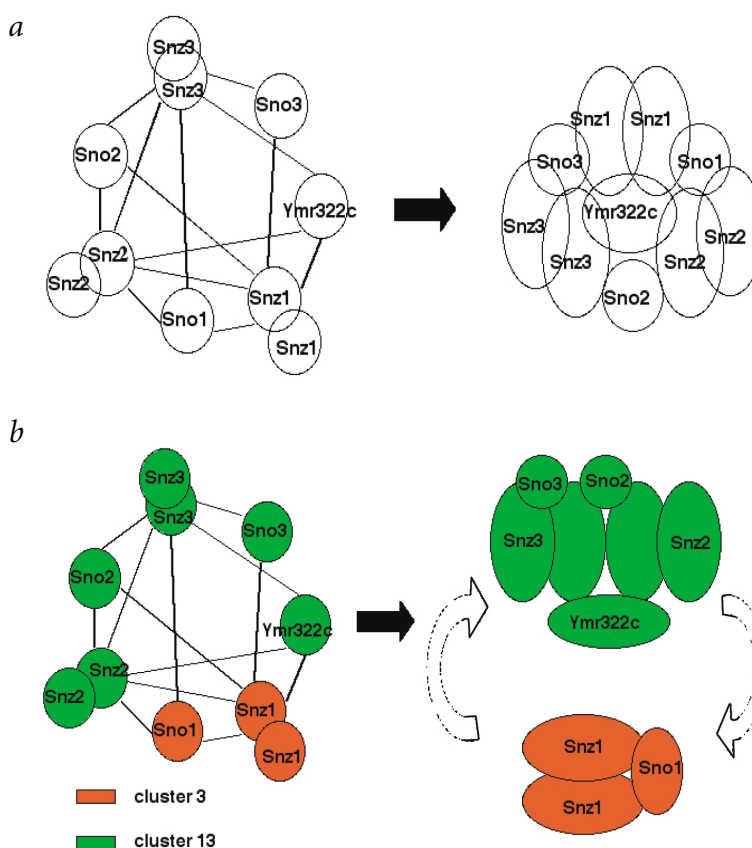 a
Snz3
Snz3
Sno3
Sno2
Ymr322c
Snz2
Snz2
Snz1
Sno1
Snz1
Snz1
Snz1
Sno3
Sno1
Ymr322c
Snz3
Snz2
Snz3
Snz2
Sno2
b
Snz3
Snz3
Sno3
Sno2
Ymr322c
Snz2
Snz2
Snz1
Sno1
Snz1
cluster 3
cluster 13
Sno3
Sno2
Snz3
Snz2
Ymr322c
Snz1
Sno1
Snz1